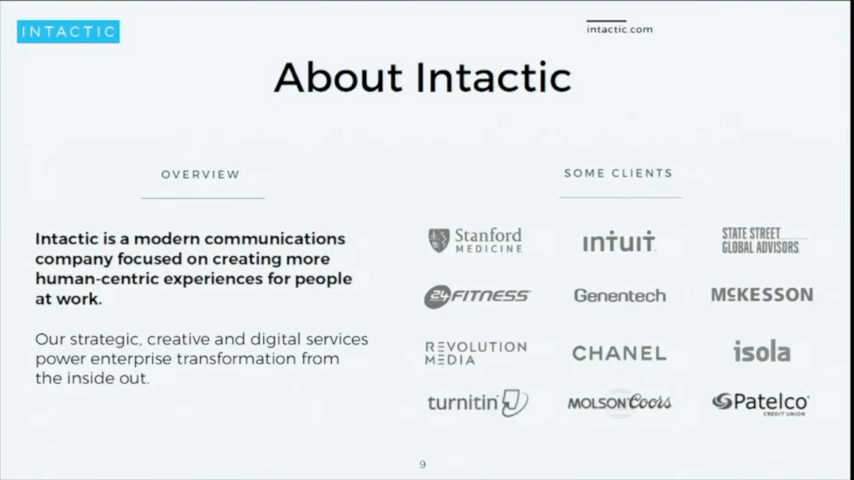 INTACTIC
intactic.com
About Intactic
OVERVIEW
Intactic is a modern communications
company focused on creating more
human-centric experiences for people
at work.
Our strategic, creative and digital services
power enterprise transformation from
the inside out.
SOME CLIENTS
Stanford
MEDICINE
intuit
STATE STREET
GLOBAL ADVISORS
24 FITNESS
Genentech
MCKESSON
REVOLUTION
MEDIA
CHANEL
isola
turnitin
MOLSON Coors
Patelco
CREDIT UNION
9